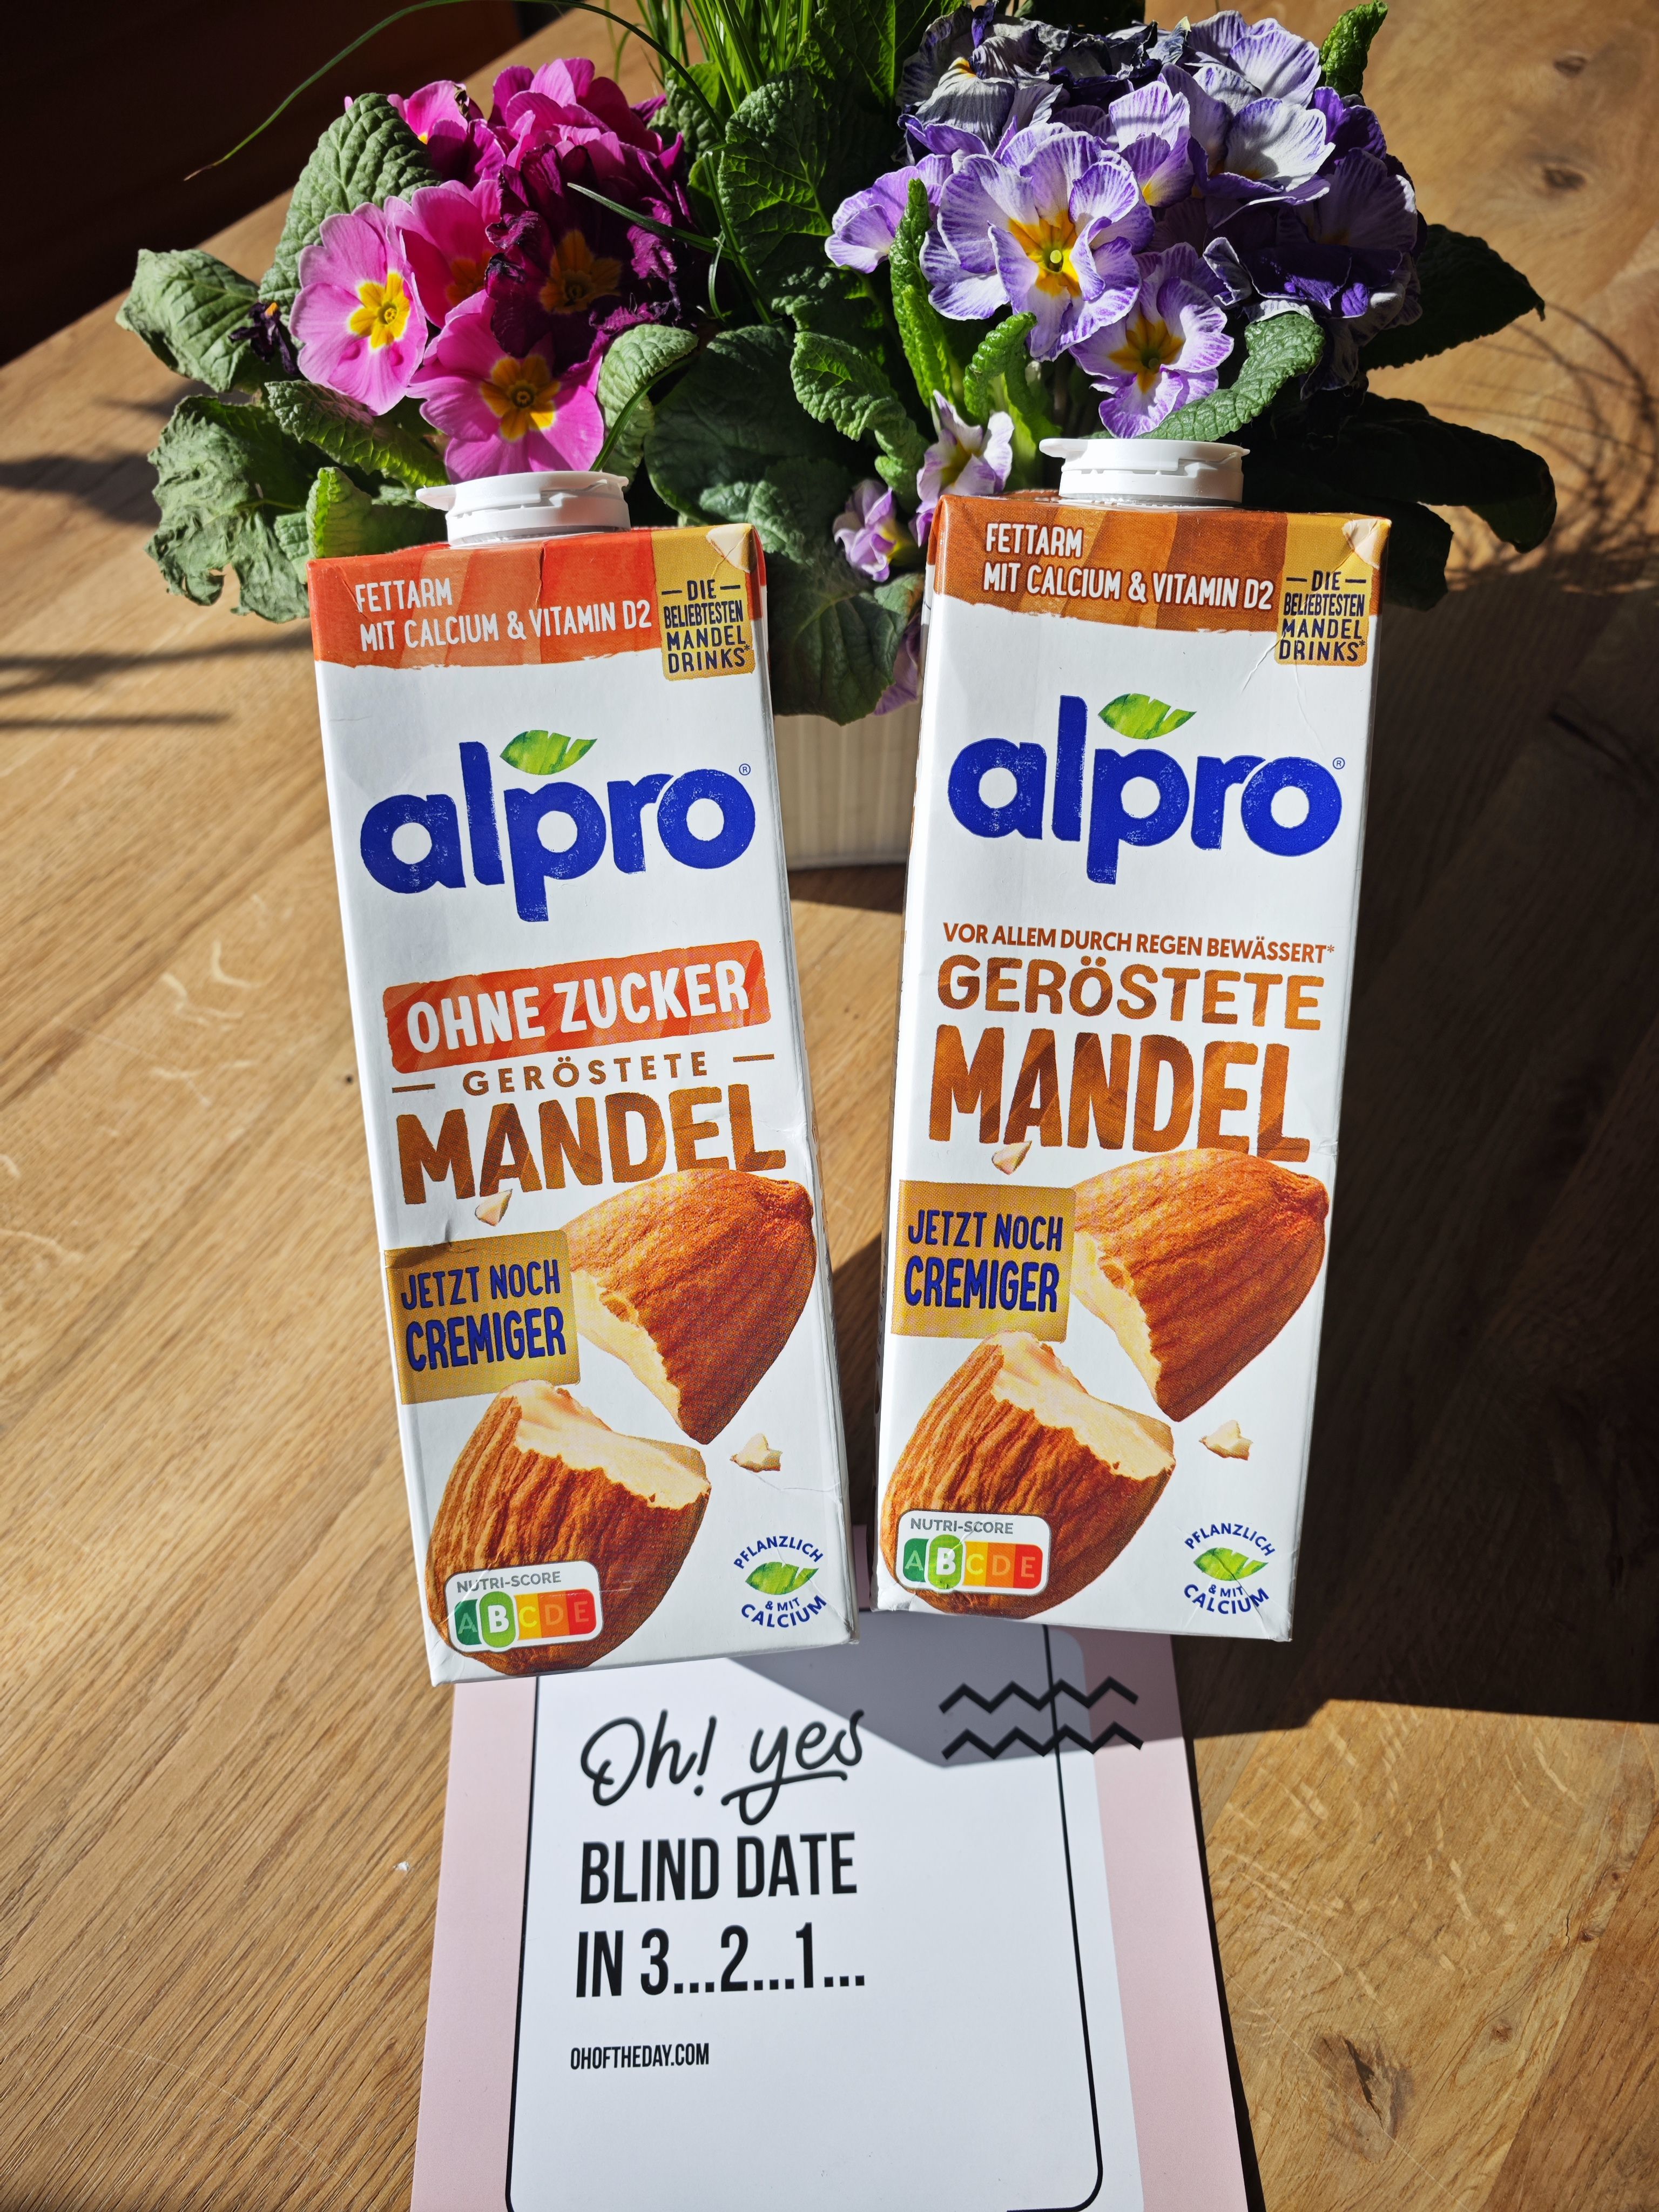 FETTARM
MIT CALCIUM & VITAMIN D2
DIE
BELIEBTESTEN
MANDEL
DRINKS*
alpro®
OHNE ZUCKER
GERÖSTETE
MANDEL
JETZT NOCH
CREMIGER
NUTRI-SCORE
A B C D E
PFLANZLICH
& MIT
CALCIUM
FETTARM
MIT CALCIUM & VITAMIN D2
DIE
BELIEBTESTEN
MANDEL
DRINKS*
alpro®
VOR ALLEM DURCH REGEN BEWÄSSERT*
GERÖSTETE
MANDEL
JETZT NOCH
CREMIGER
NUTRI-SCORE
A B C D E
PFLANZLICH
& MIT
CALCIUM
Oh! yes
BLIND DATE
IN 3...2...1...
OHOFTHEDAY.COM